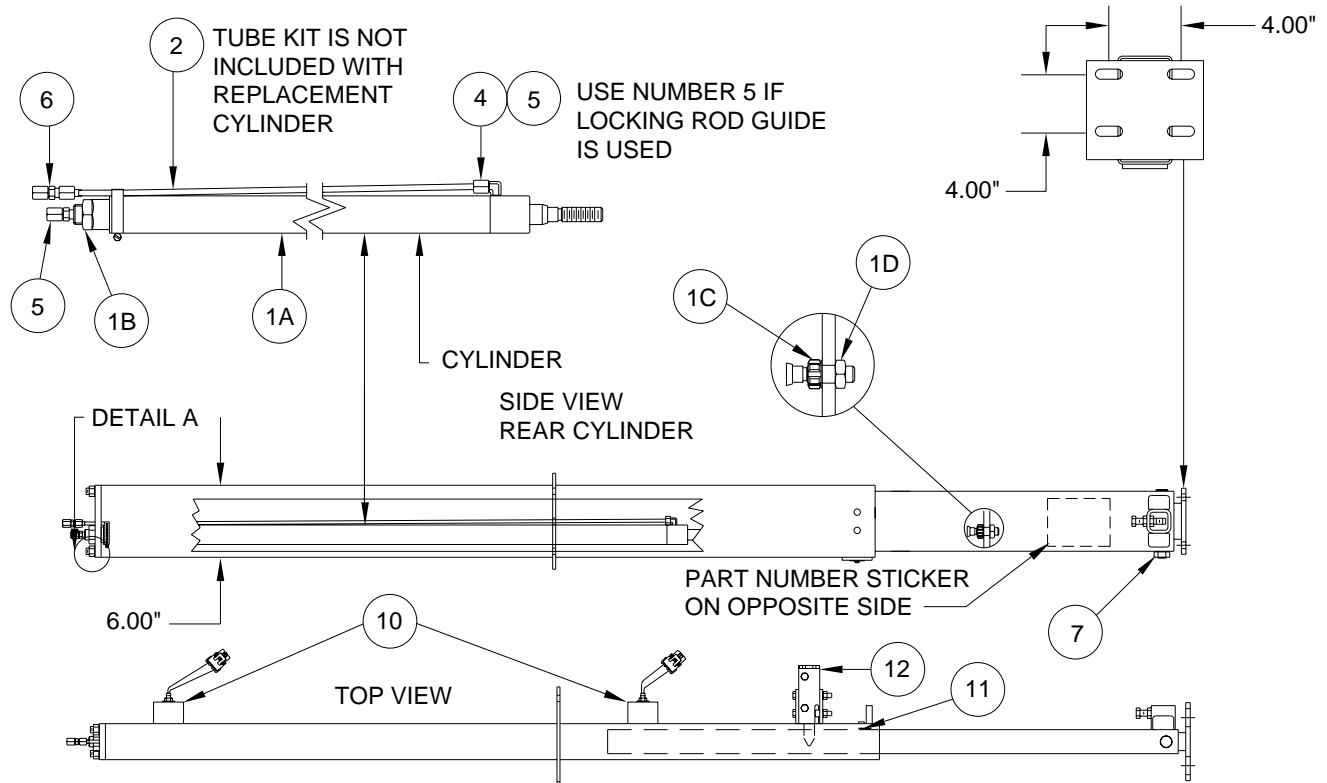 2
TUBE KIT IS NOT
INCLUDED WITH
REPLACEMENT
CYLINDER
6
4
5
USE NUMBER 5 IF
LOCKING ROD GUIDE
IS USED
4.00"
4.00"
5
1B
1A
CYLINDER
1C
1D
SIDE VIEW
REAR CYLINDER
DETAIL A
6.00"
PART NUMBER STICKER
ON OPPOSITE SIDE
7
10
TOP VIEW
12
11